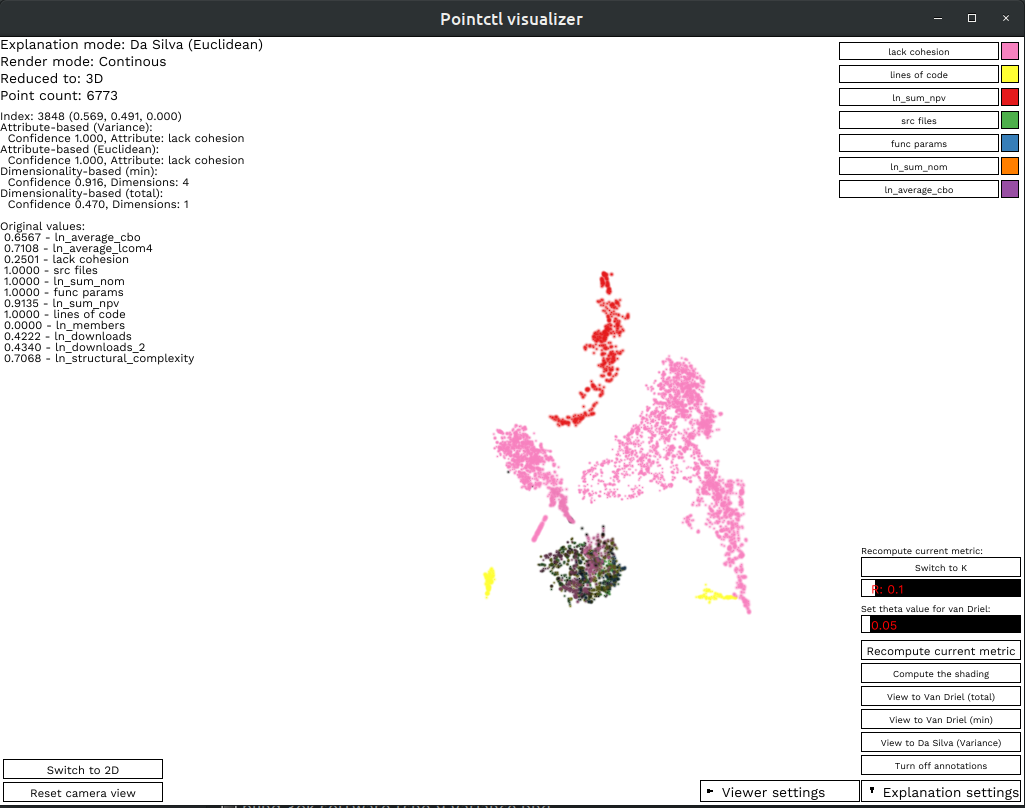 Pointctl visualizer
Explanation mode: Da Silva (Euclidean)
Render mode: Continous
Reduced to: 3D
Point count: 6773
Index: 3848 (0.569, 0.491, 0.000)
Attribute-based (Variance):
Confidence 1.000, Attribute: lack cohesion
Attribute-based (Euclidean):
Confidence 1.000, Attribute: lack cohesion
Dimensionality-based (min):
Confidence 0.916, Dimensions: 4
Dimensionality-based (total):
Confidence 0.470, Dimensions: 1
Original values:
0.6567 - ln_average_cbo
0.7108 - ln_average_lcom4
0.2501 - lack cohesion
1.0000 - src files
1.0000 - ln_sum_nom
1.0000 - func params
0.9135 - ln_sum_npv
1.0000 - lines of code
0.0000 - ln_members
0.4222 - ln_downloads
0.4340 - ln_downloads_2
0.7068 - ln_structural_complexity
lack cohesion
lines of code
ln_sum_npv
src files
func params
ln_sum_nom
ln_average_cbo
Recompute current metric:
Switch to K
R: 0.1
Set theta value for van Driel:
0.05
Recompute current metric
Compute the shading
View to Van Driel (total)
View to Van Driel (min)
View to Da Silva (Variance)
Turn off annotations
Switch to 2D
Reset camera view
Viewer settings
Explanation settings